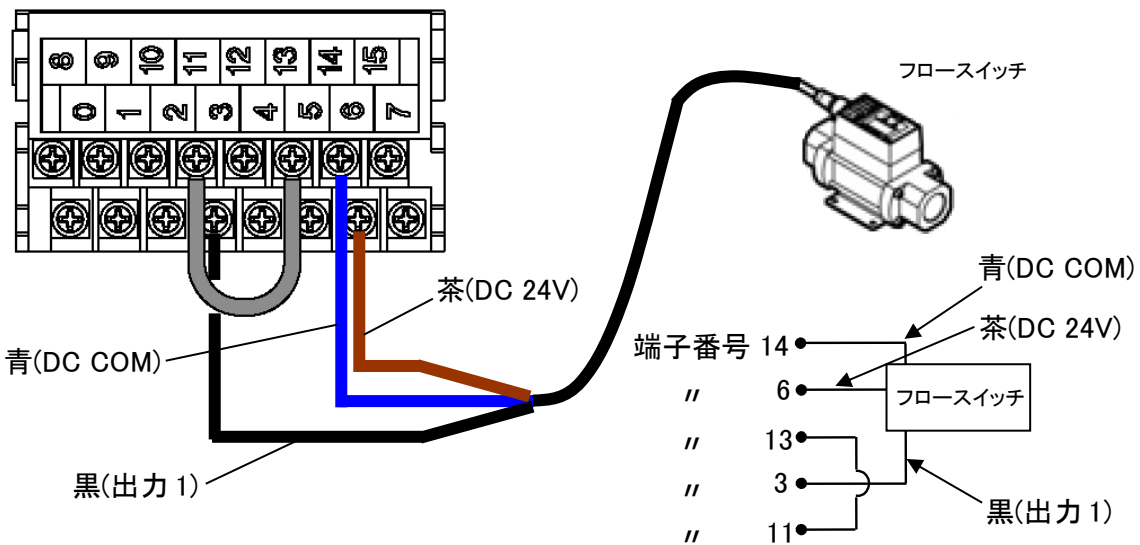 8 9 10 11 12 13 14 15
0 1 2 3 4 5 6 7
フロースイッチ
茶(DC 24V)
青(DC COM)
黒(出力 1)
青(DC COM)
茶(DC 24V)
端子番号 14
〃 6
フロースイッチ
〃 13
〃 3
黒(出力 1)
〃 11